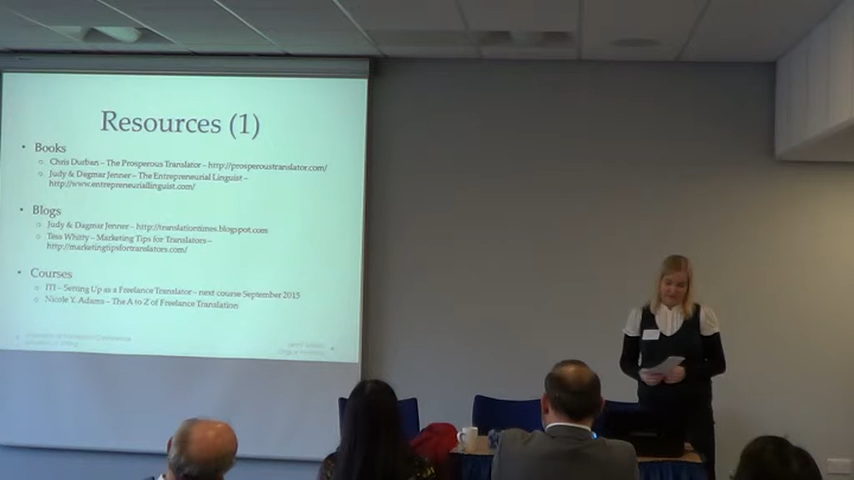 Resources (1)
• Books
○ Chris Durban – The Prosperous Translator – http://prosperoustranslator.com/
○ Judy & Dagmar Jenner – The Entrepreneurial Linguist –
http://www.entrepreneuriallinguist.com/
• Blogs
○ Judy & Dagmar Jenner – http://translationtimes.blogspot.com
○ Tess Whitty – Marketing Tips for Translators –
http://marketingtipsfortranslators.com/
• Courses
○ ITI – Setting Up as a Freelance Translator – next course September 2015
○ Nicole Y. Adams – The A to Z of Freelance Translation